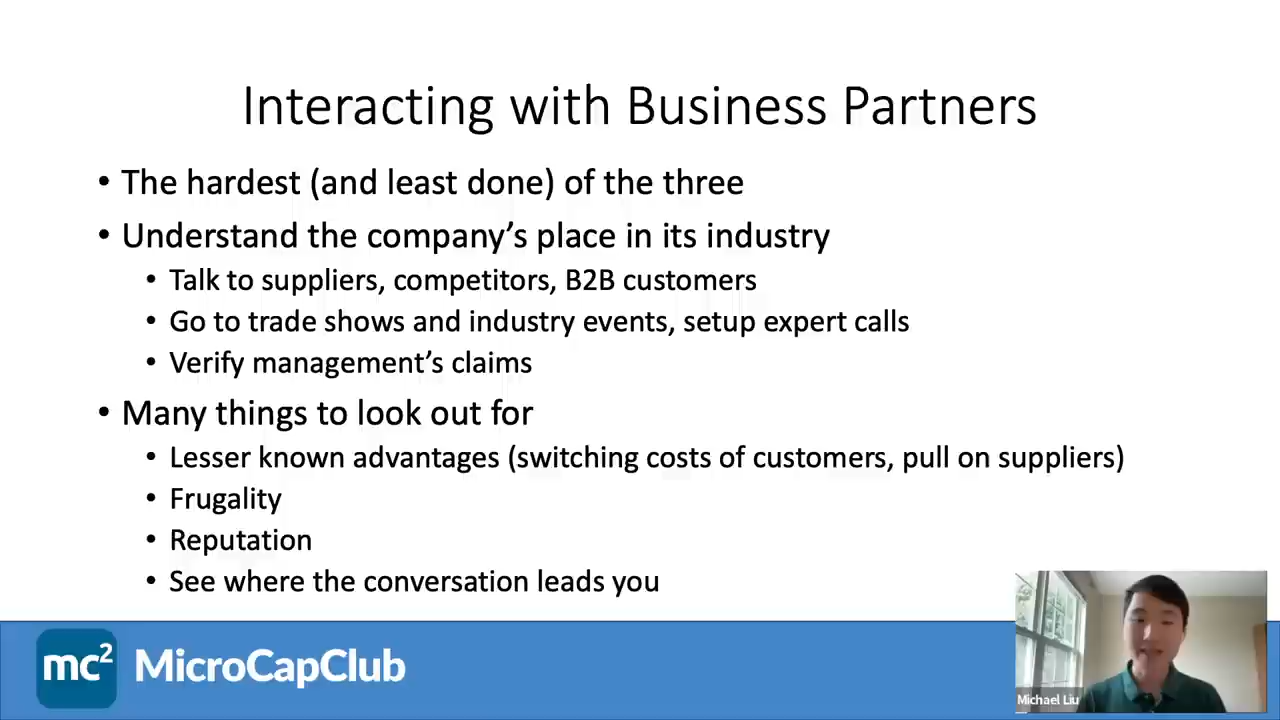 Interacting with Business Partners
• The hardest (and least done) of the three
• Understand the company's place in its industry
• Talk to suppliers, competitors, B2B customers
• Go to trade shows and industry events, setup expert calls
• Verify management's claims
• Many things to look out for
• Lesser known advantages (switching costs of customers, pull on suppliers)
• Frugality
• Reputation
• See where the conversation leads you
mc² MicroCapClub
Michael Liu